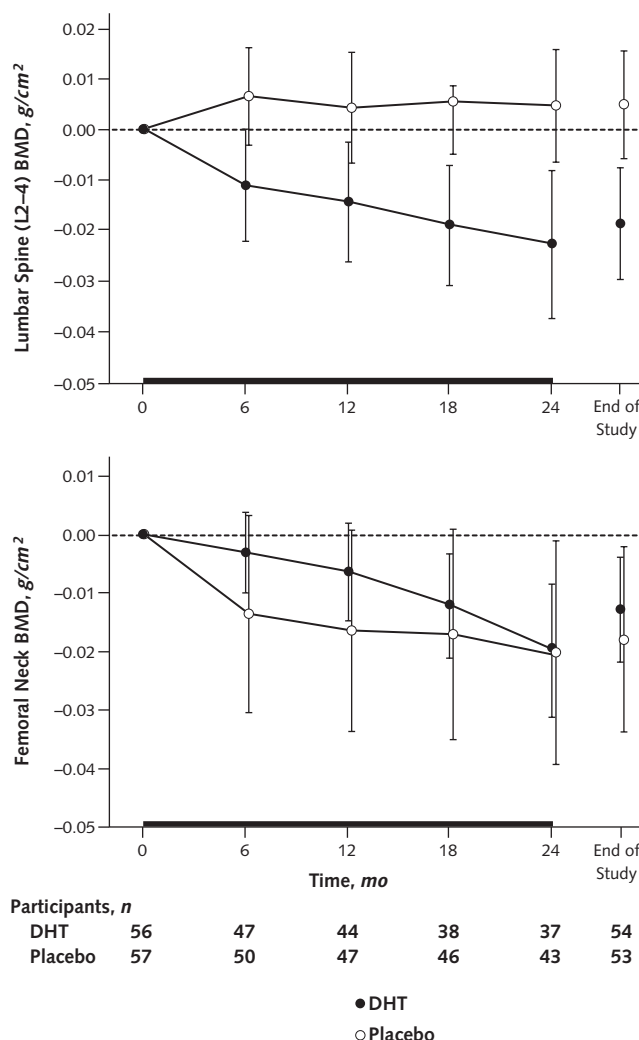 Lumbar Spine (L2–4) BMD, g/cm²
0.02
0.01
0.00
–0.01
–0.02
–0.03
–0.04
–0.05
0 6 12 18 24 End of
Study
Femoral Neck BMD, g/cm²
0.01
0.00
–0.01
–0.02
–0.03
–0.04
–0.05
0 6 12 18 24 End of
Study
Time, mo
Participants, n
DHT 56 47 44 38 37 54
Placebo 57 50 47 46 43 53
DHT
Placebo